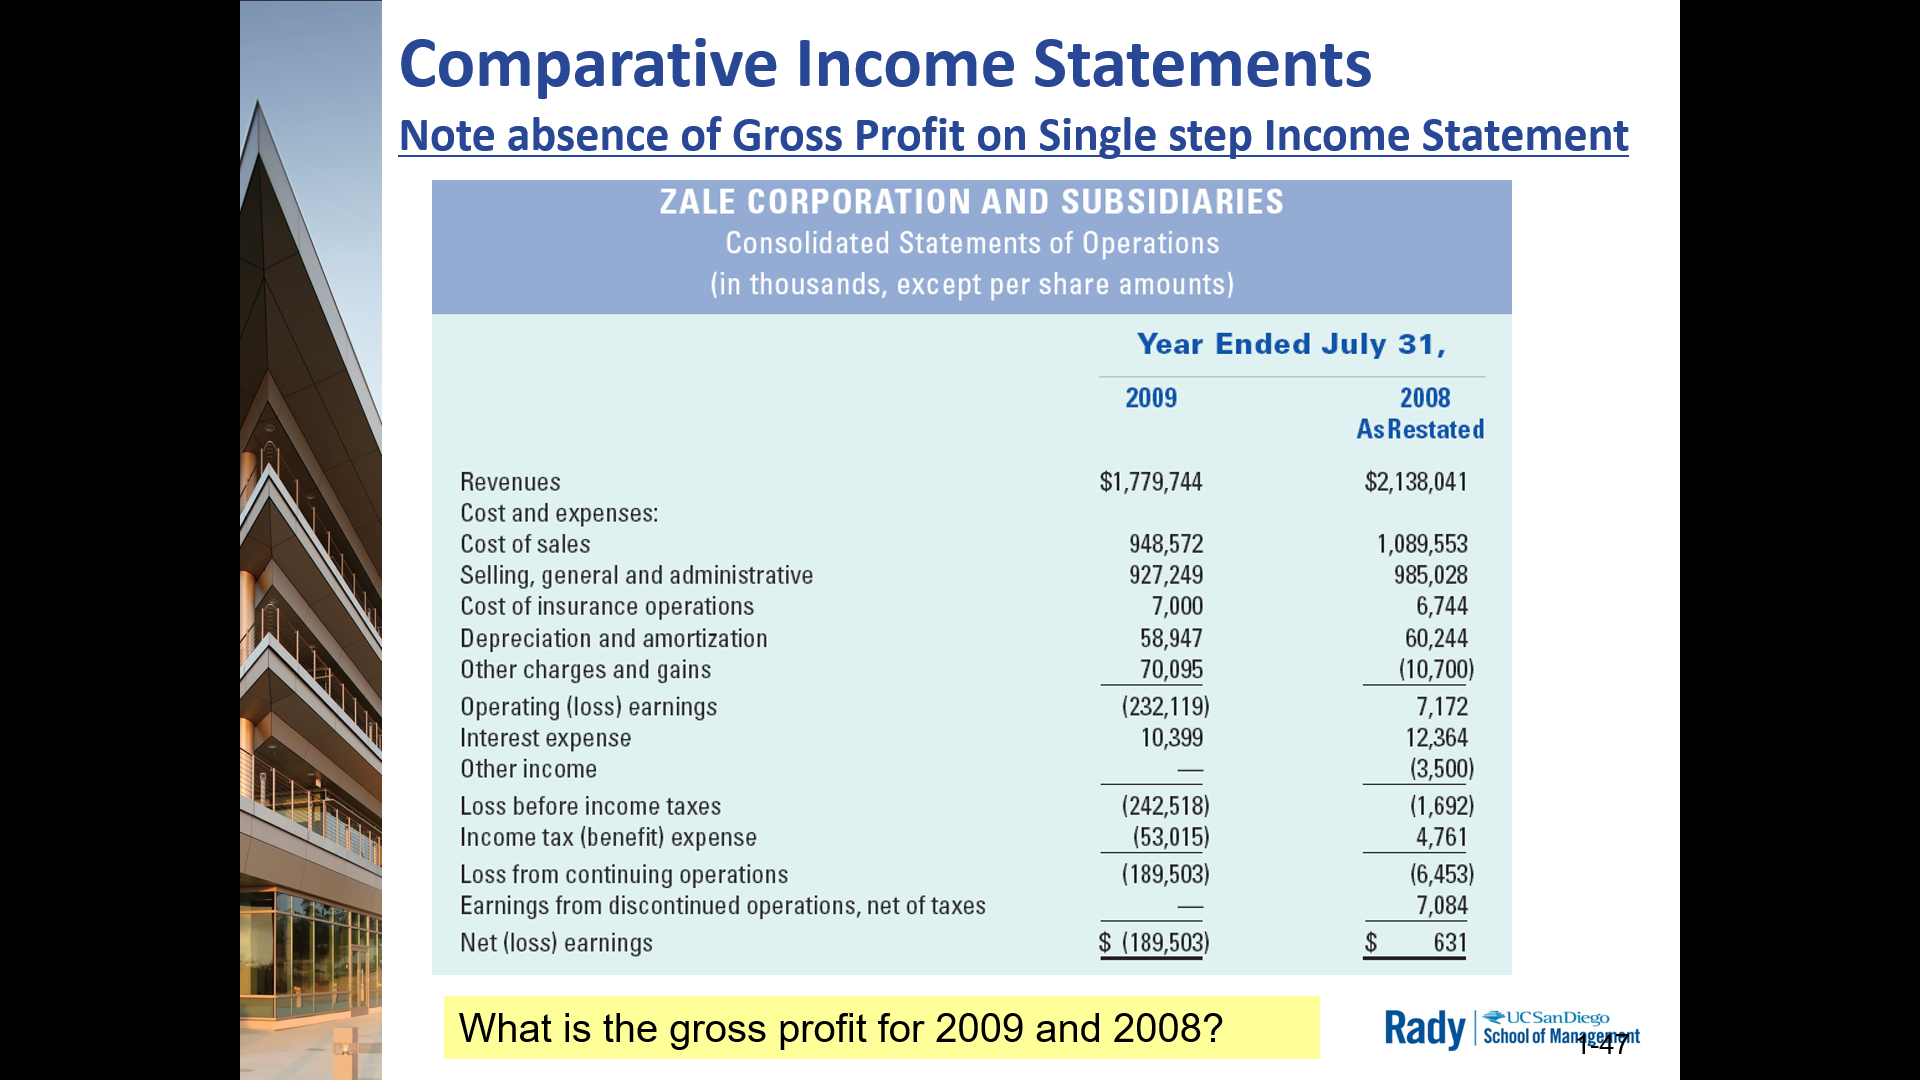 Comparative Income Statements
Note absence of Gross Profit on Single step Income Statement
ZALE CORPORATION AND SUBSIDIARIES
Consolidated Statements of Operations
(in thousands, except per share amounts)
Year Ended July 31,
2009 2008
As Restated
Revenues $1,779,744 $2,138,041
Cost and expenses:
Cost of sales 948,572 1,089,553
Selling, general and administrative 927,249 985,028
Cost of insurance operations 7,000 6,744
Depreciation and amortization 58,947 60,244
Other charges and gains 70,095 (10,700)
Operating (loss) earnings (232,119) 7,172
Interest expense 10,399 12,364
Other income — (3,500)
Loss before income taxes (242,518) (1,692)
Income tax (benefit) expense (53,015) 4,761
Loss from continuing operations (189,503) (6,453)
Earnings from discontinued operations, net of taxes — 7,084
Net (loss) earnings $ (189,503) $ 631
What is the gross profit for 2009 and 2008?
Rady UC San Diego
School of Management
1-47